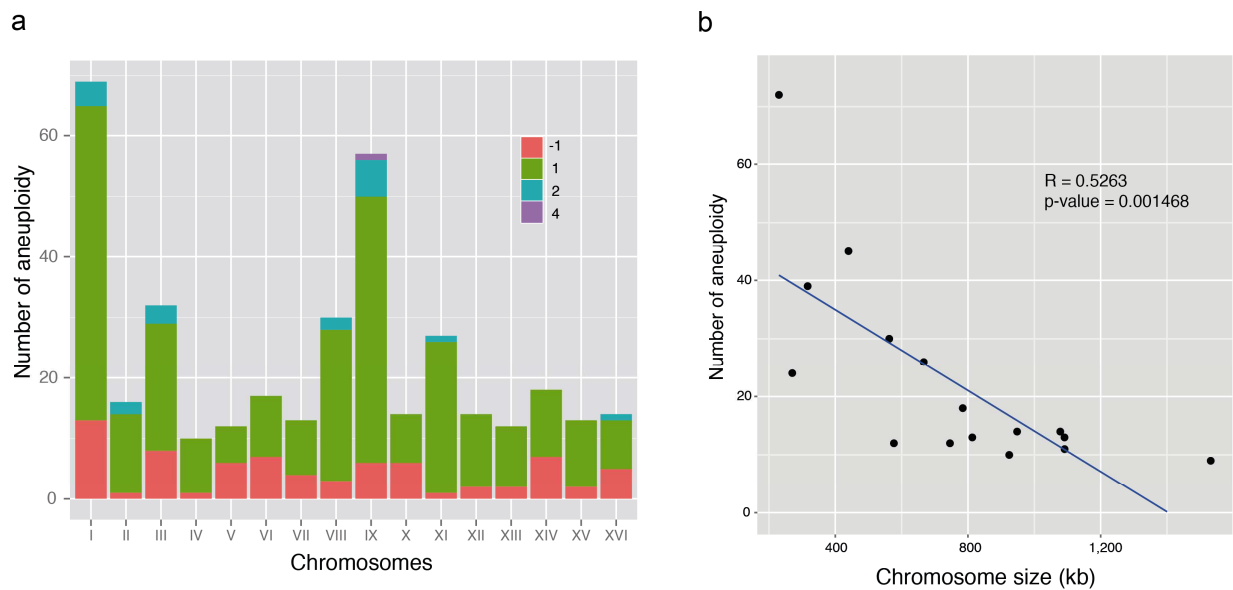 a
Number of aneuploidy
60
40
20
0
-1
1
2
4
I II III IV V VI VII VIII IX X XI XII XIII XIV XV XVI
Chromosomes
b
Number of aneuploidy
60
40
20
0
R = 0.5263
p-value = 0.001468
400 800 1,200
Chromosome size (kb)